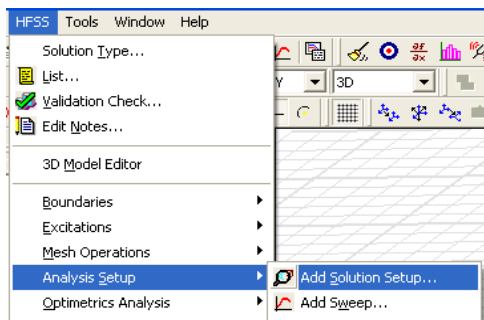 HFSS Tools Window Help
Solution Type...
List...
Validation Check...
Edit Notes...
3D Model Editor
Boundaries
Excitations
Mesh Operations
Analysis Setup
Optimetrics Analysis
Add Solution Setup...
Add Sweep...
Y 3D
∂f
∂x